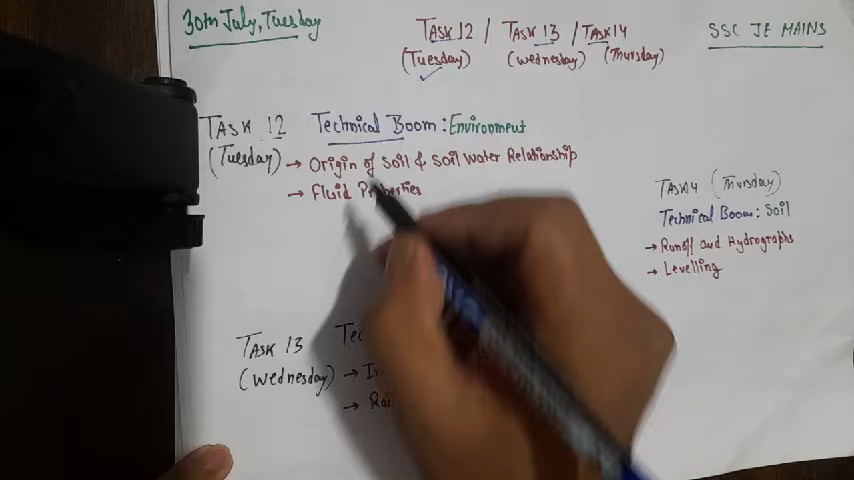 30th July, Tuesday
TASK 12 / TASK 13 / TASK 14
(Tuesday) (Wednesday) (Thursday)
SSC JE MAINS
TASK 12 Technical Boom: Environment
(Tuesday) → Origin of Soil & Soil Water Relationship
→ Fluid Properties
TASK 13
(Wednesday) →
→
TASK 4 (Thursday)
Technical Boom: Soil
→ Runoff and Hydrographs
→ Levelling